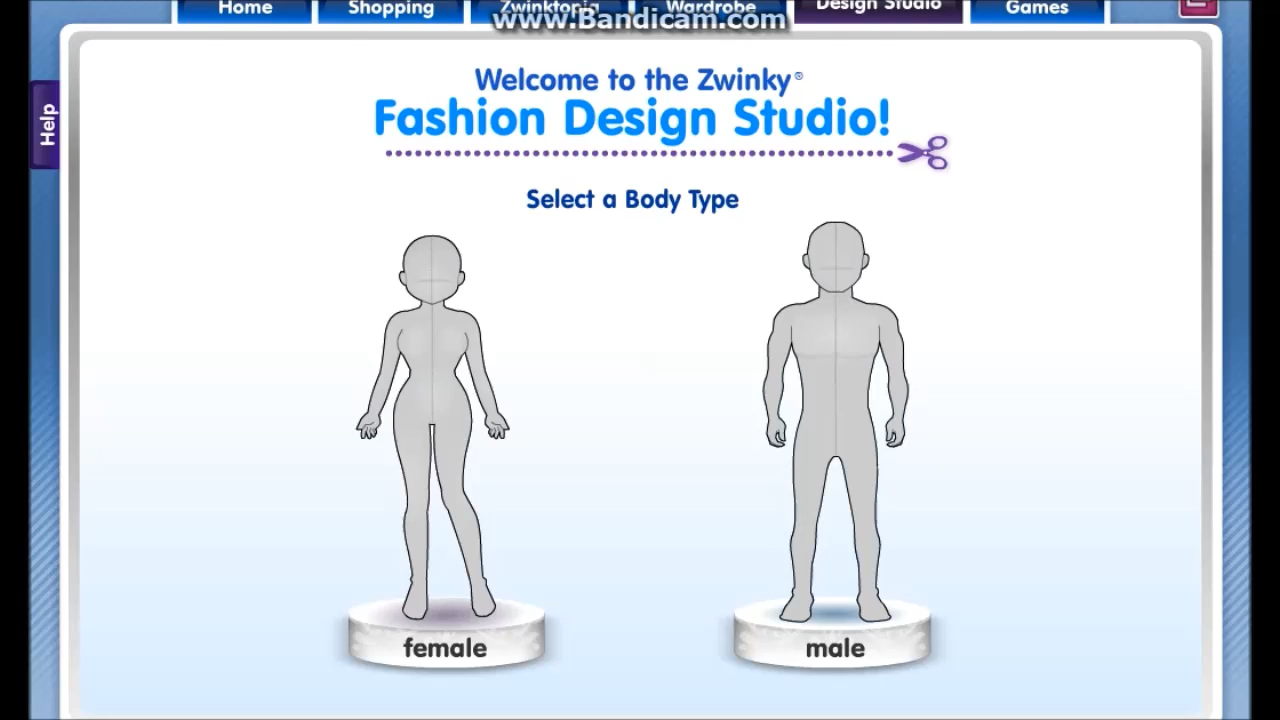 Home Shopping Zwinktopia Wardrobe Design Studio Games
www.Bandicam.com
Help
Welcome to the Zwinky®
Fashion Design Studio!
Select a Body Type
female male